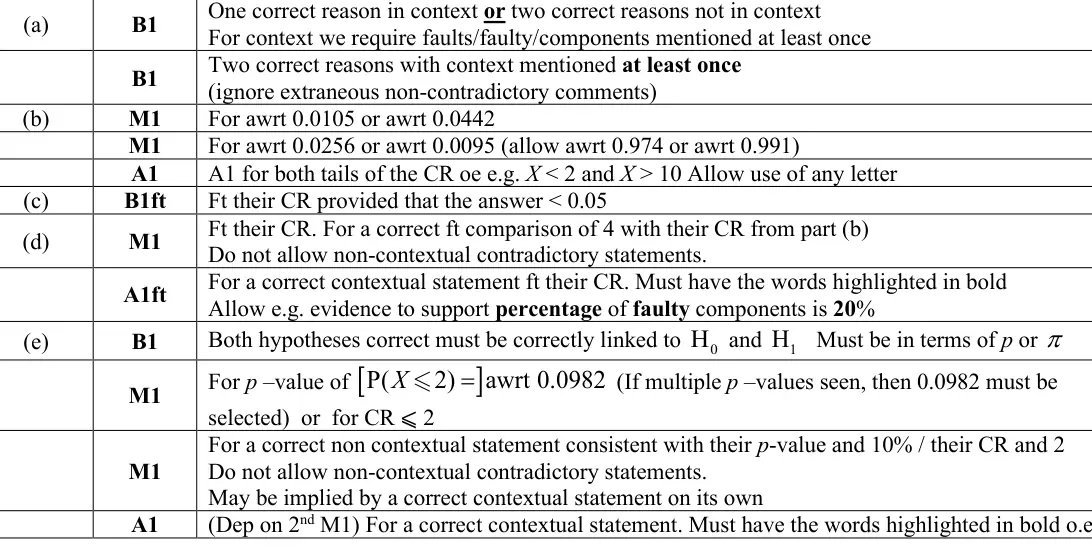 (a) B1 One correct reason in context or two correct reasons not in context
For context we require faults/faulty/components mentioned at least once
B1 Two correct reasons with context mentioned at least once
(ignore extraneous non-contradictory comments)
(b) M1 For awrt 0.0105 or awrt 0.0442
M1 For awrt 0.0256 or awrt 0.0095 (allow awrt 0.974 or awrt 0.991)
A1 A1 for both tails of the CR oe e.g. X < 2 and X > 10 Allow use of any letter
(c) B1ft Ft their CR provided that the answer < 0.05
(d) M1 Ft their CR. For a correct ft comparison of 4 with their CR from part (b)
Do not allow non-contextual contradictory statements.
A1ft For a correct contextual statement ft their CR. Must have the words highlighted in bold
Allow e.g. evidence to support percentage of faulty components is 20%
(e) B1 Both hypotheses correct must be correctly linked to H₀ and H₁ Must be in terms of p or π
M1 For p –value of [P(X ⩽ 2) =] awrt 0.0982 (If multiple p –values seen, then 0.0982 must be
selected) or for CR ⩽ 2
M1 For a correct non contextual statement consistent with their p-value and 10% / their CR and 2
Do not allow non-contextual contradictory statements.
May be implied by a correct contextual statement on its own
A1 (Dep on 2nd M1) For a correct contextual statement. Must have the words highlighted in bold o.e